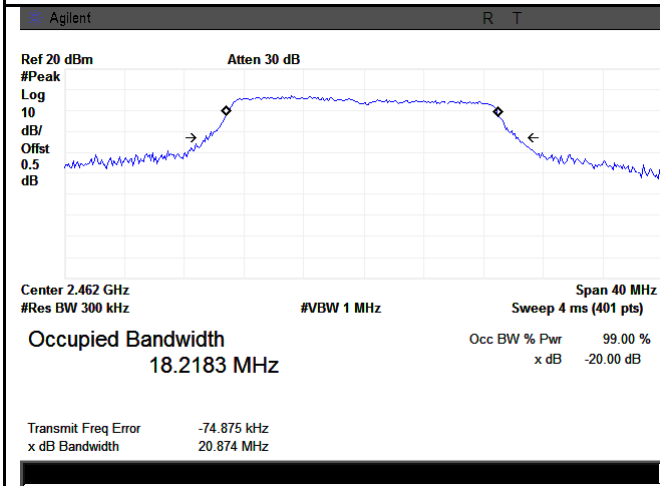 Agilent R T
Ref 20 dBm Atten 30 dB
#Peak
Log
10
dB/
Offst
0.5
dB
Center 2.462 GHz Span 40 MHz
#Res BW 300 kHz #VBW 1 MHz Sweep 4 ms (401 pts)
Occupied Bandwidth Occ BW % Pwr 99.00 %
18.2183 MHz x dB -20.00 dB
Transmit Freq Error -74.875 kHz
x dB Bandwidth 20.874 MHz